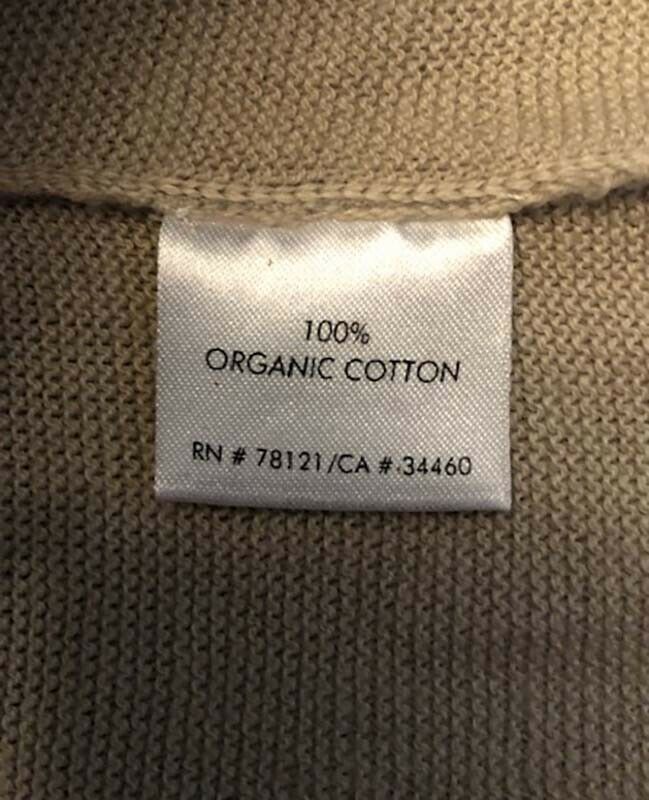 100%
ORGANIC COTTON
RN # 78121/CA # 34460